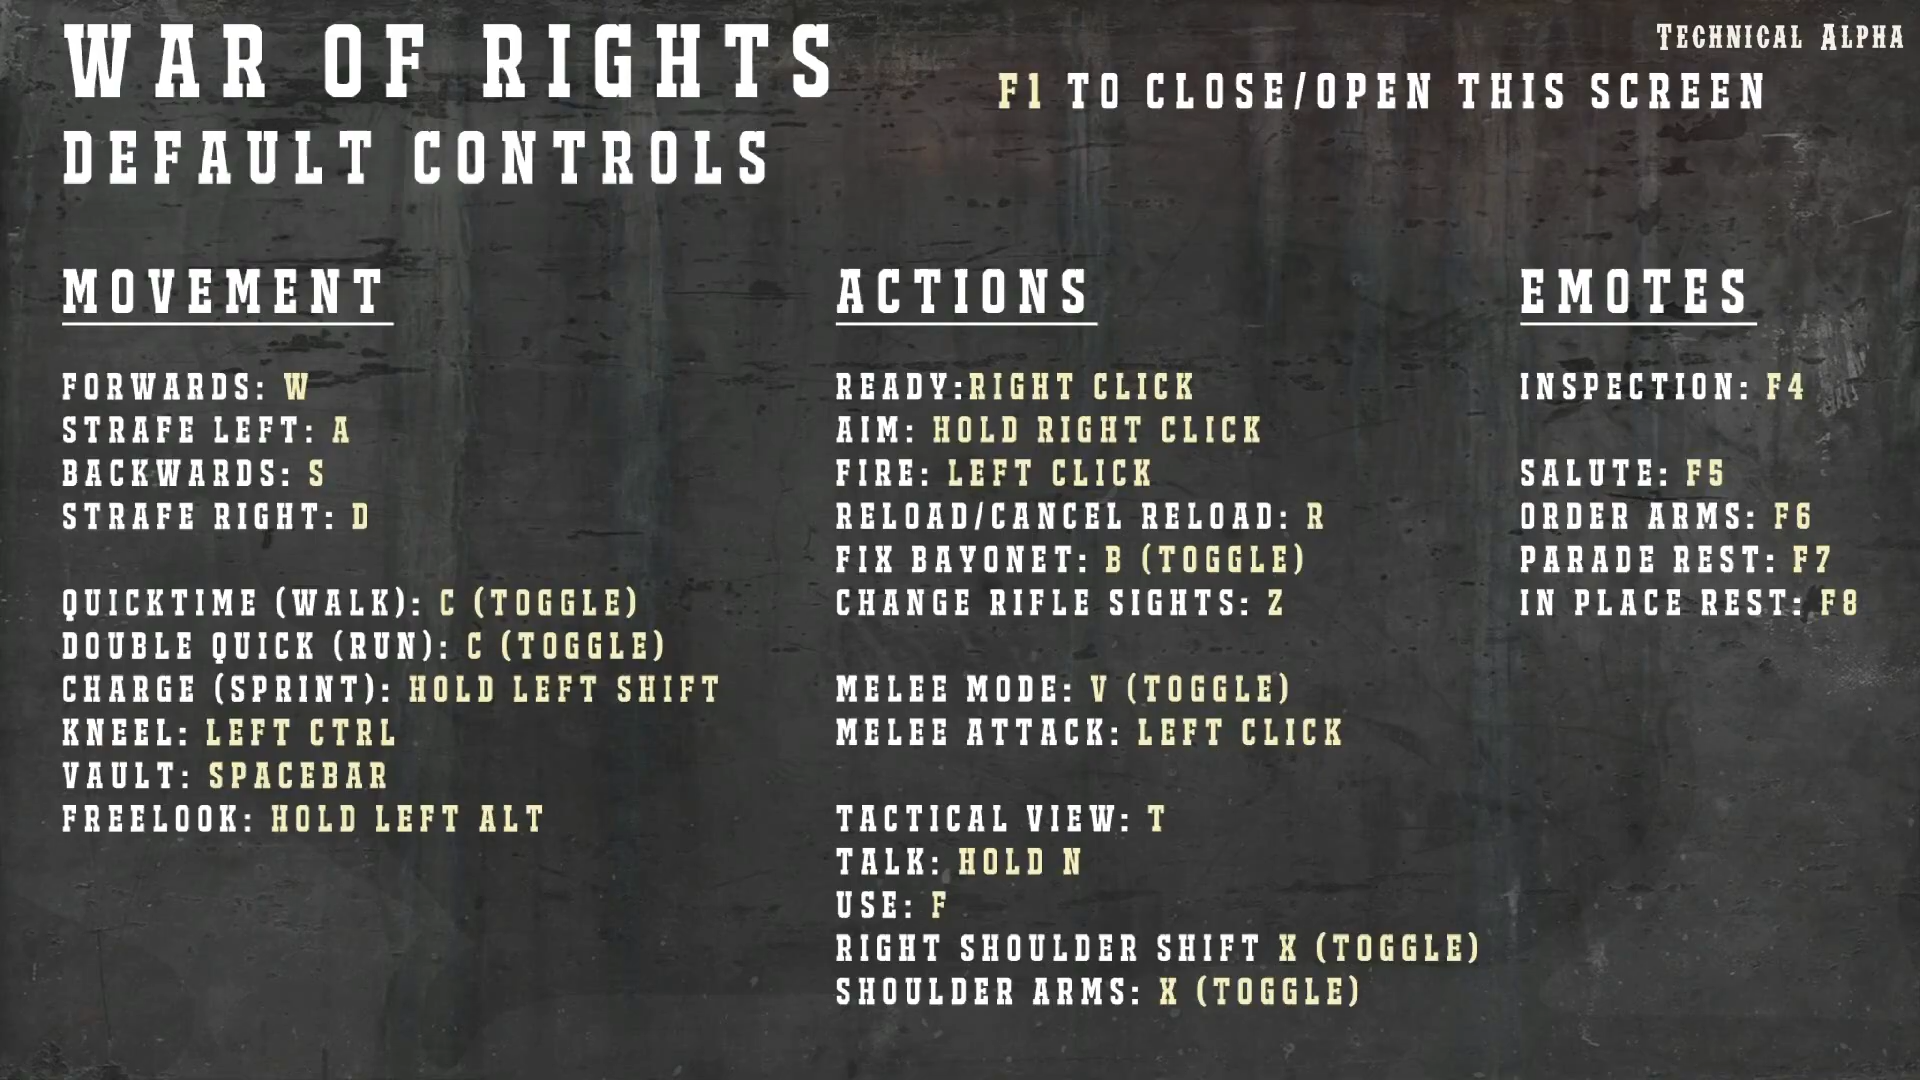 WAR OF RIGHTS
DEFAULT CONTROLS
TECHNICAL ALPHA
F1 TO CLOSE/OPEN THIS SCREEN
MOVEMENT
FORWARDS: W
STRAFE LEFT: A
BACKWARDS: S
STRAFE RIGHT: D
QUICKTIME (WALK): C (TOGGLE)
DOUBLE QUICK (RUN): C (TOGGLE)
CHARGE (SPRINT): HOLD LEFT SHIFT
KNEEL: LEFT CTRL
VAULT: SPACEBAR
FREELOOK: HOLD LEFT ALT
ACTIONS
READY:RIGHT CLICK
AIM: HOLD RIGHT CLICK
FIRE: LEFT CLICK
RELOAD/CANCEL RELOAD: R
FIX BAYONET: B (TOGGLE)
CHANGE RIFLE SIGHTS: Z
MELEE MODE: V (TOGGLE)
MELEE ATTACK: LEFT CLICK
TACTICAL VIEW: T
TALK: HOLD N
USE: F
RIGHT SHOULDER SHIFT X (TOGGLE)
SHOULDER ARMS: X (TOGGLE)
EMOTES
INSPECTION: F4
SALUTE: F5
ORDER ARMS: F6
PARADE REST: F7
IN PLACE REST: F8